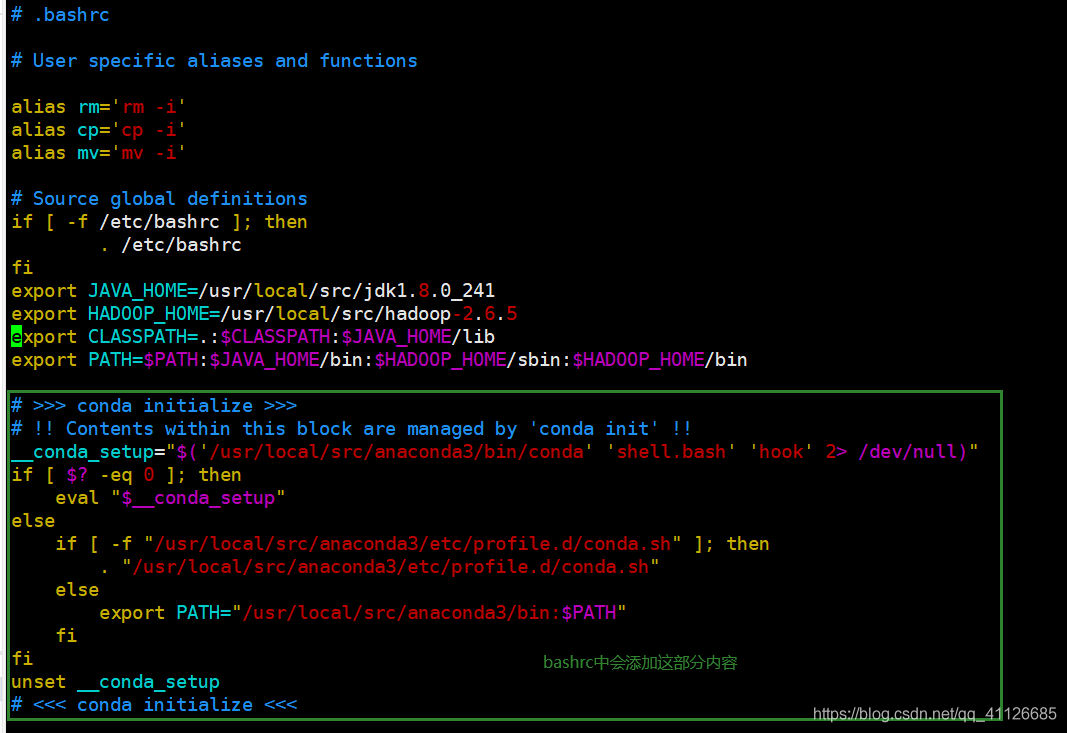 # .bashrc
# User specific aliases and functions
alias rm='rm -i'
alias cp='cp -i'
alias mv='mv -i'
# Source global definitions
if [ -f /etc/bashrc ]; then
        . /etc/bashrc
fi
export JAVA_HOME=/usr/local/src/jdk1.8.0_241
export HADOOP_HOME=/usr/local/src/hadoop-2.6.5
export CLASSPATH=.:$CLASSPATH:$JAVA_HOME/lib
export PATH=$PATH:$JAVA_HOME/bin:$HADOOP_HOME/sbin:$HADOOP_HOME/bin
# >>> conda initialize >>>
# !! Contents within this block are managed by 'conda init' !!
__conda_setup="$('/usr/local/src/anaconda3/bin/conda' 'shell.bash' 'hook' 2> /dev/null)"
if [ $? -eq 0 ]; then
    eval "$__conda_setup"
else
    if [ -f "/usr/local/src/anaconda3/etc/profile.d/conda.sh" ]; then
        . "/usr/local/src/anaconda3/etc/profile.d/conda.sh"
    else
        export PATH="/usr/local/src/anaconda3/bin:$PATH"
    fi
fi
bashrc中会添加这部分内容
unset __conda_setup
# <<< conda initialize <<<
https://blog.csdn.net/qq_41126685